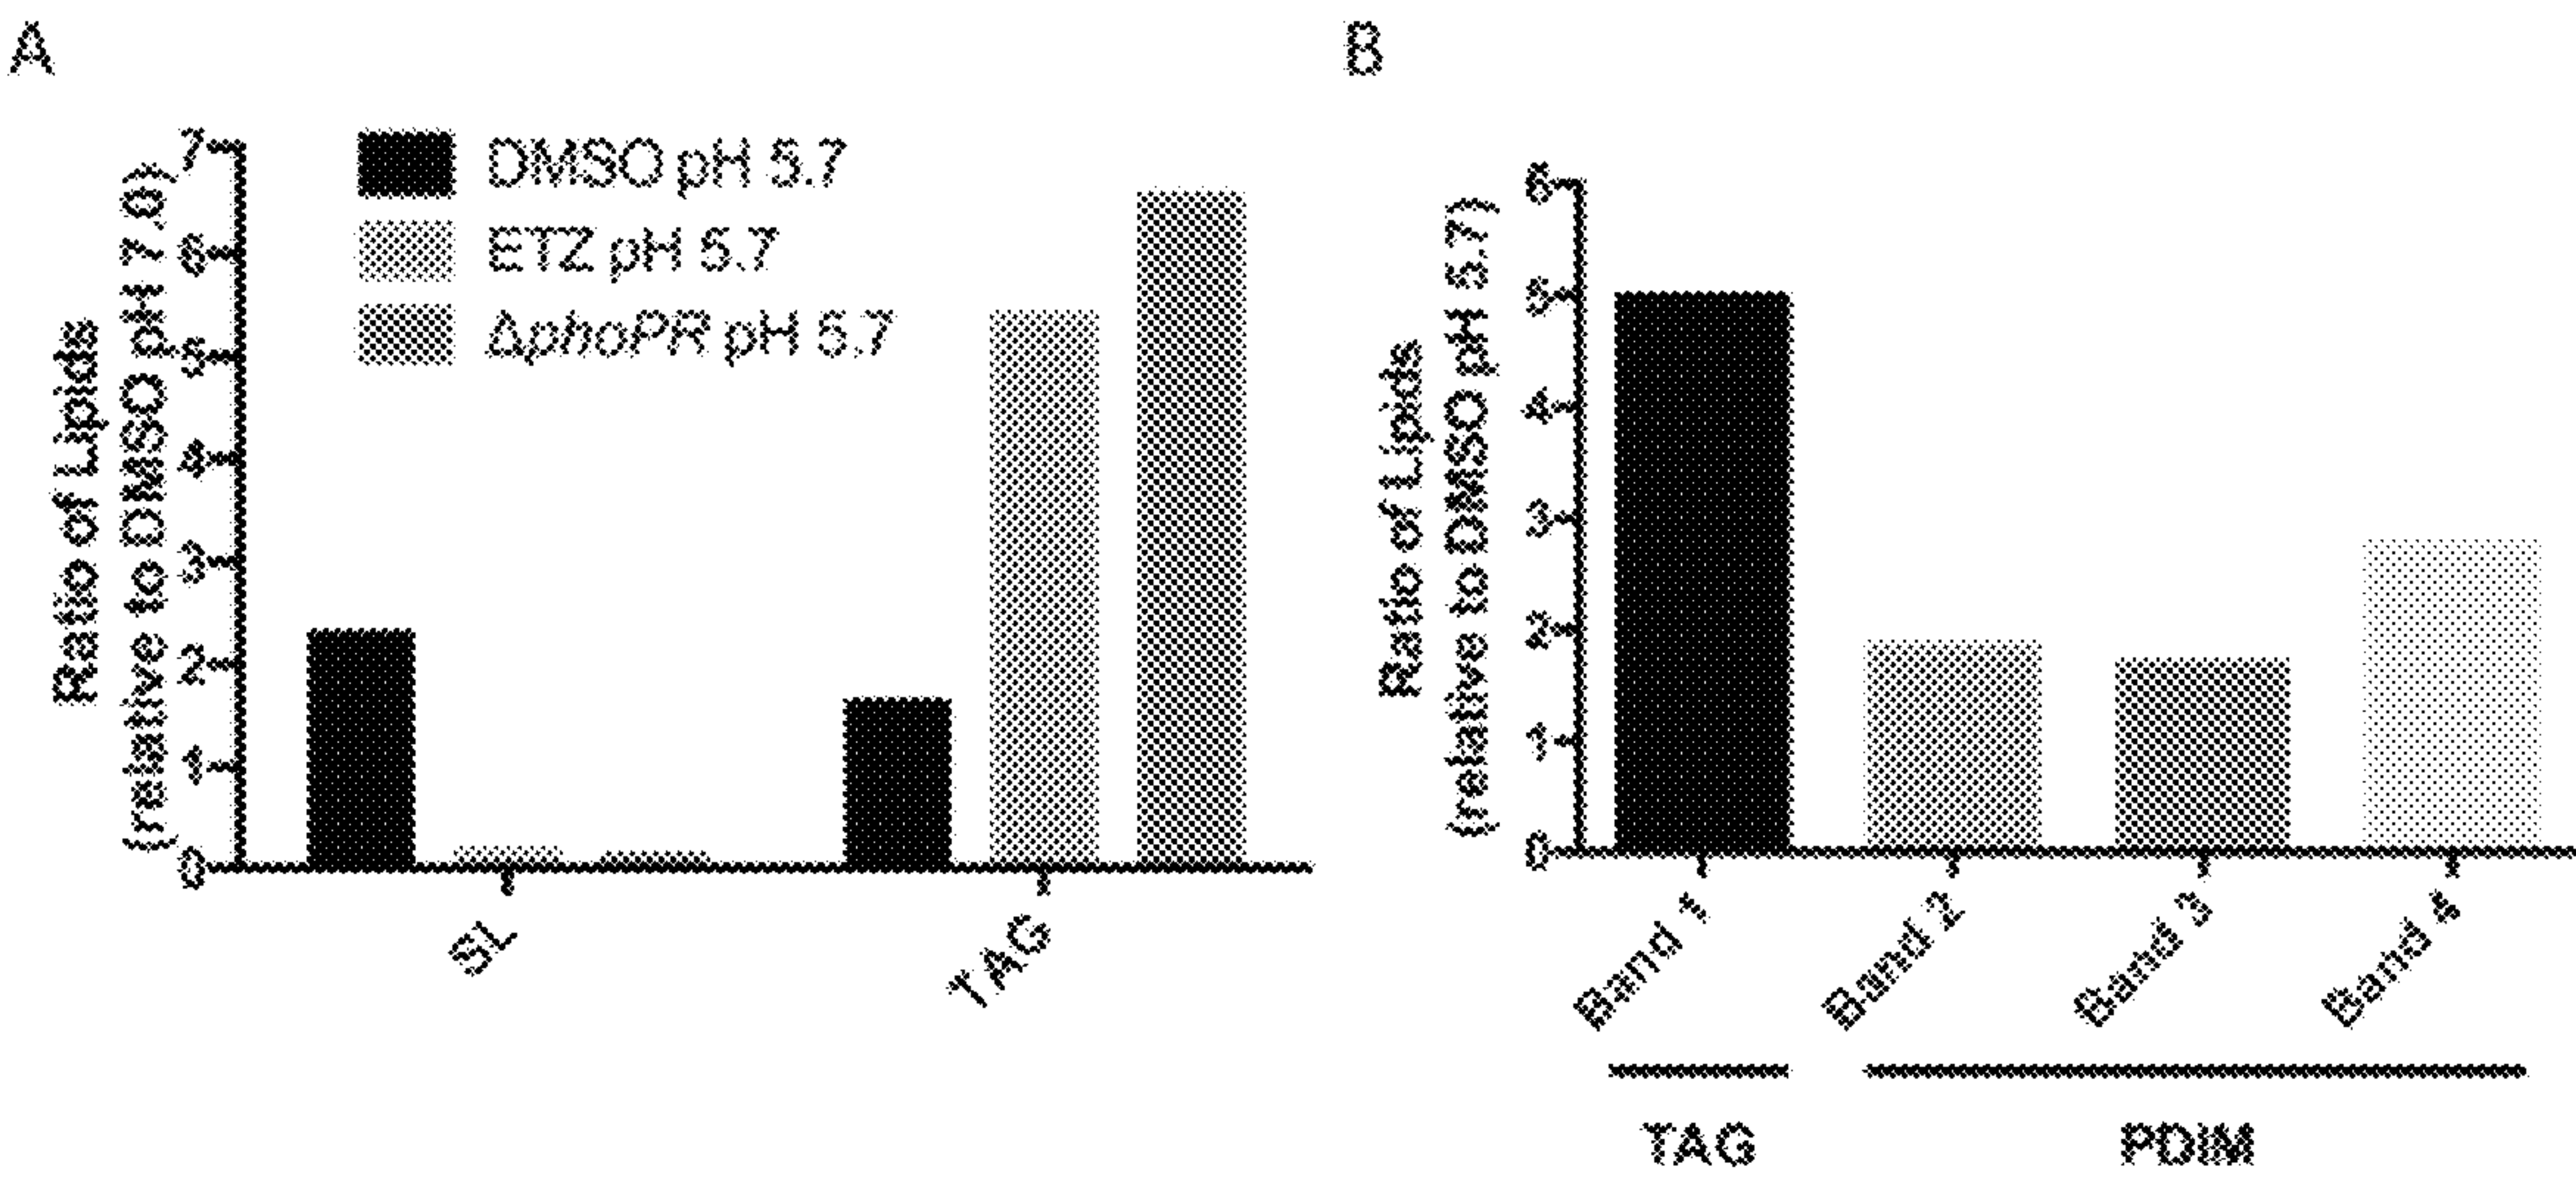 A
Ratio of Lipids
(relative to DMSO pH 7.0)
7
6
5
4
3
2
1
0
DMSO pH 5.7
ETZ pH 5.7
ΔphoPR pH 5.7
SL
TAG
B
Ratio of Lipids
(relative to DMSO pH 5.7)
6
5
4
3
2
1
0
Band 1
Band 2
Band 3
Band 4
TAG
PDIM